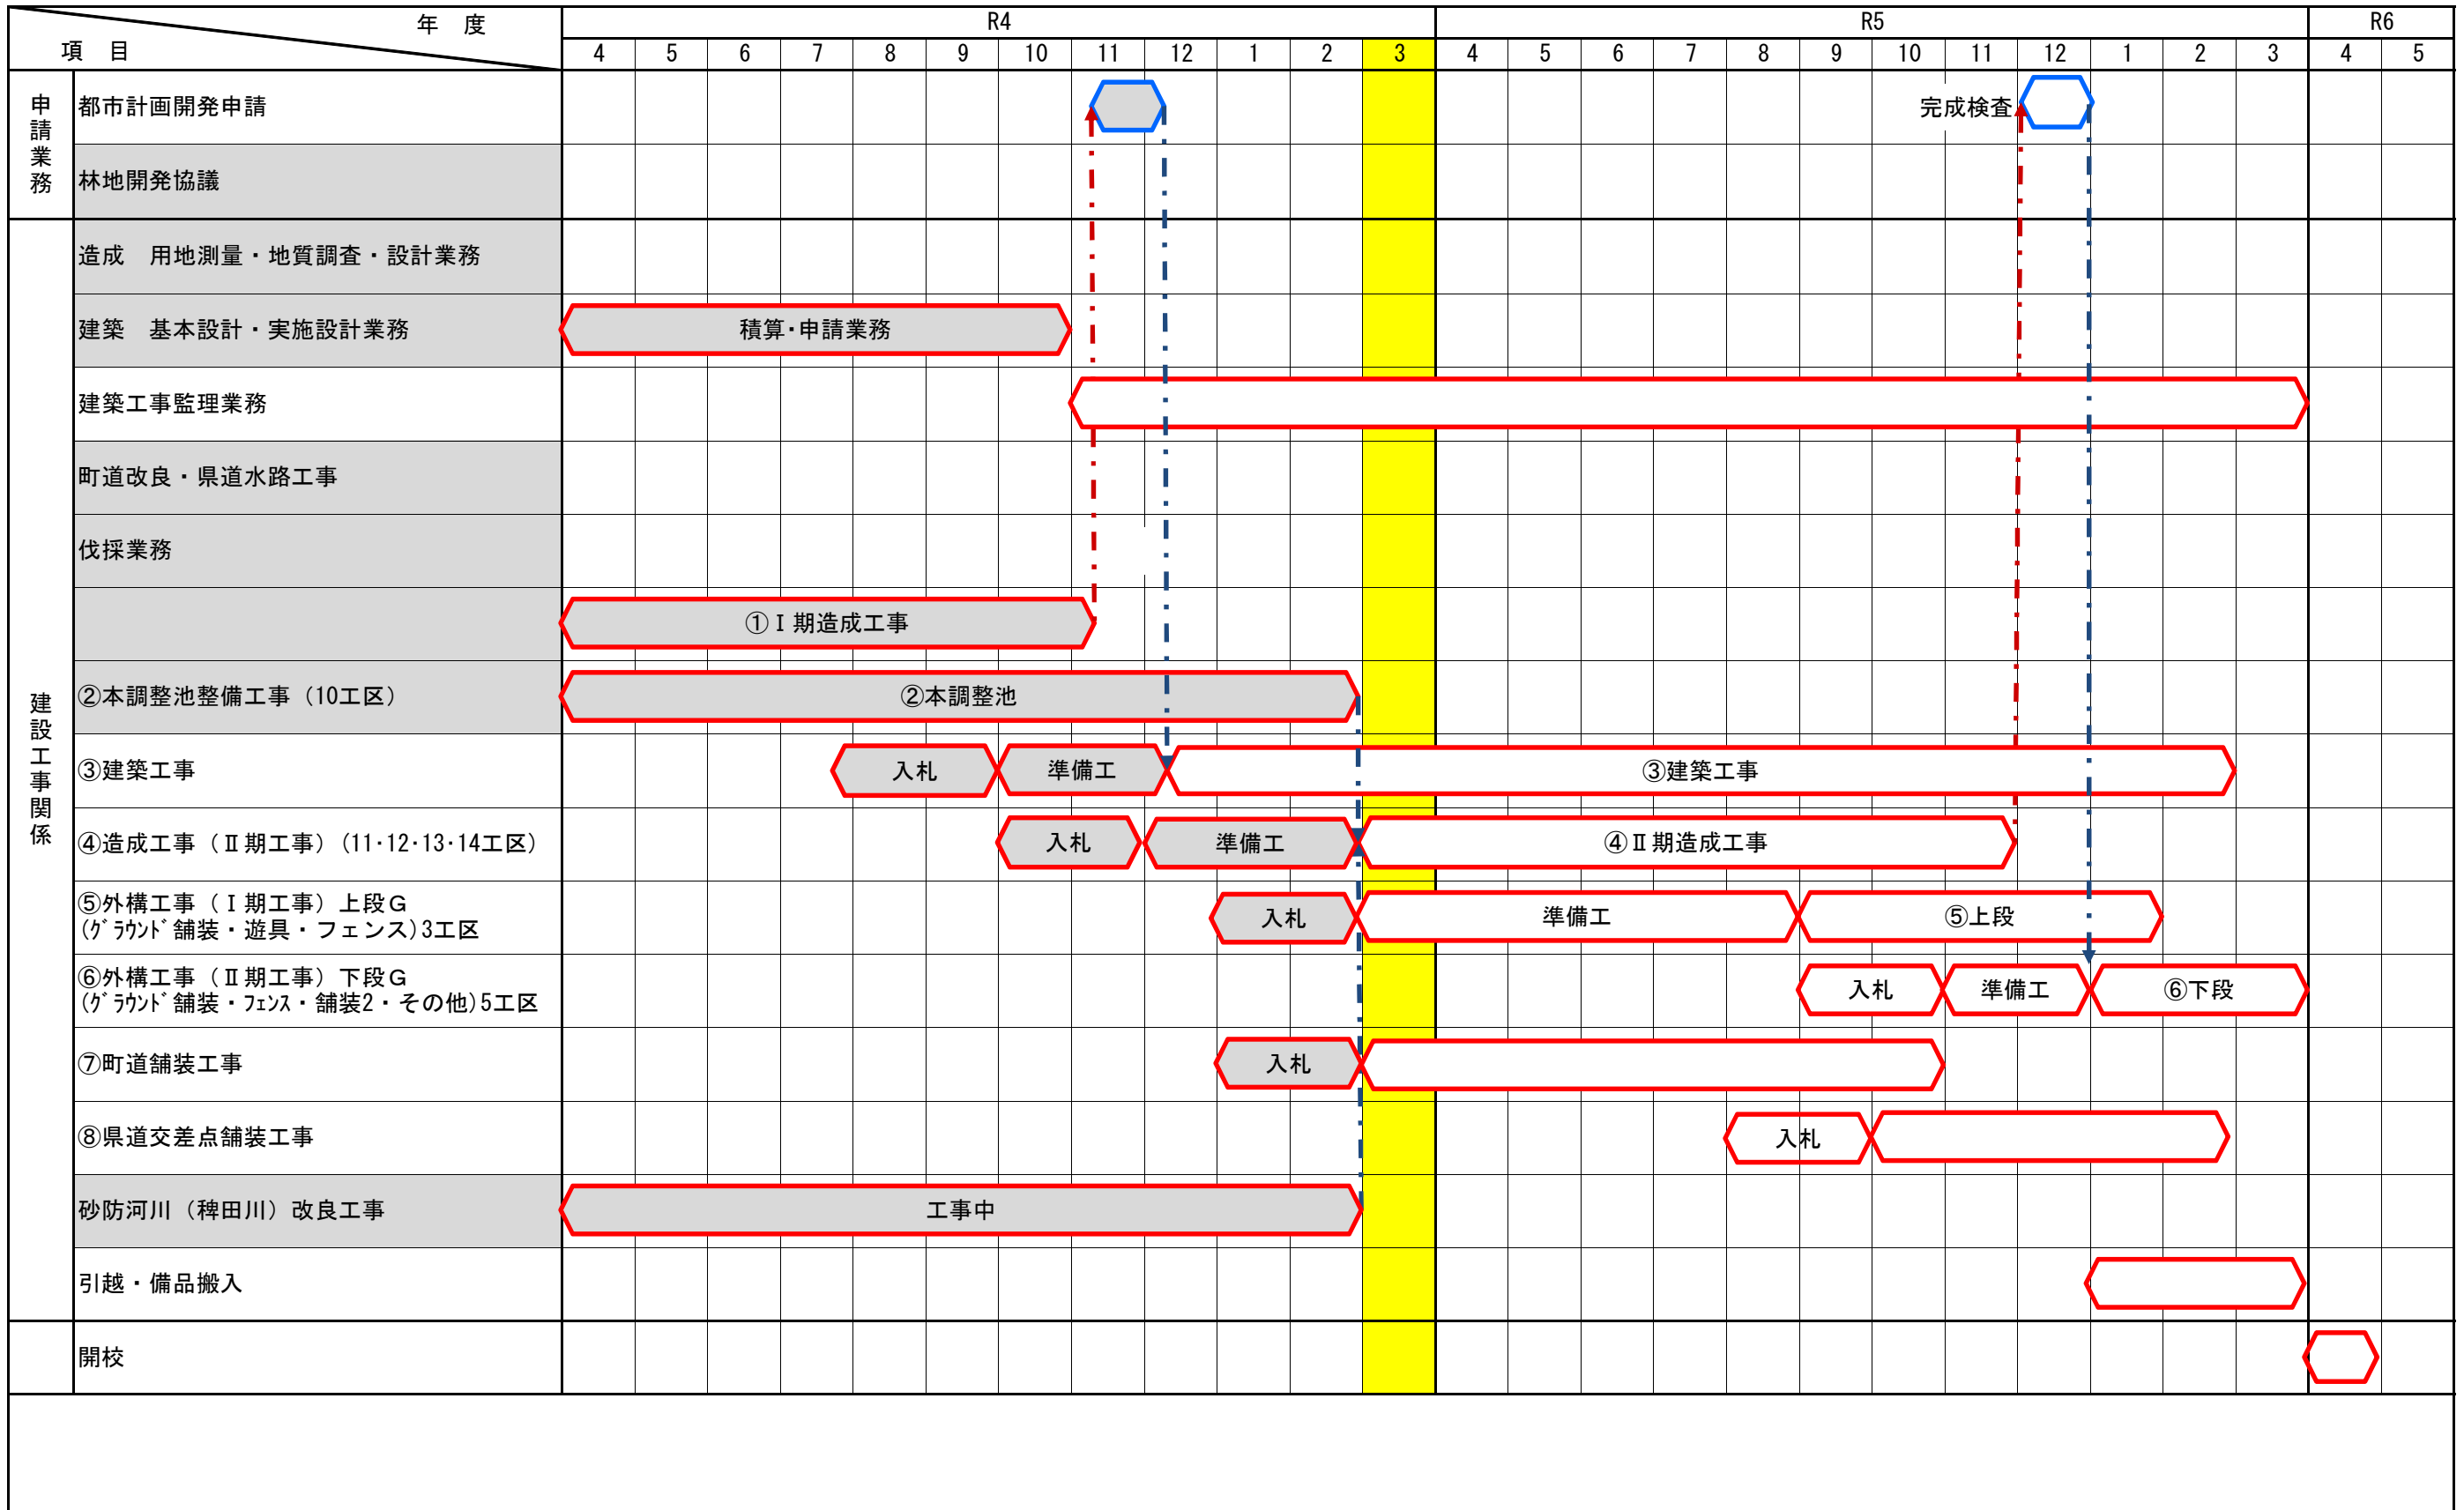 年 度
項 目
R4
R5
R6
4 5 6 7 8 9 10 11 12 1 2 3 4 5 6 7 8 9 10 11 12 1 2 3 4 5
申請業務
都市計画開発申請
完成検査
林地開発協議
建設工事関係
造成 用地測量・地質調査・設計業務
建築 基本設計・実施設計業務
積算・申請業務
建築工事監理業務
町道改良・県道水路工事
伐採業務
①Ⅰ期造成工事
②本調整池整備工事（10工区）
②本調整池
③建築工事
入札
準備工
③建築工事
④造成工事（Ⅱ期工事）(11・12・13・14工区）
入札
準備工
④Ⅱ期造成工事
⑤外構工事（Ⅰ期工事）上段Ｇ
(ｸﾞﾗｳﾝﾄﾞ舗装・遊具・フェンス)3工区
入札
準備工
⑤上段
⑥外構工事（Ⅱ期工事）下段Ｇ
(ｸﾞﾗｳﾝﾄﾞ舗装・ﾌｪﾝｽ・舗装2・その他)5工区
入札
準備工
⑥下段
⑦町道舗装工事
入札
⑧県道交差点舗装工事
入札
砂防河川（稗田川）改良工事
工事中
引越・備品搬入
開校